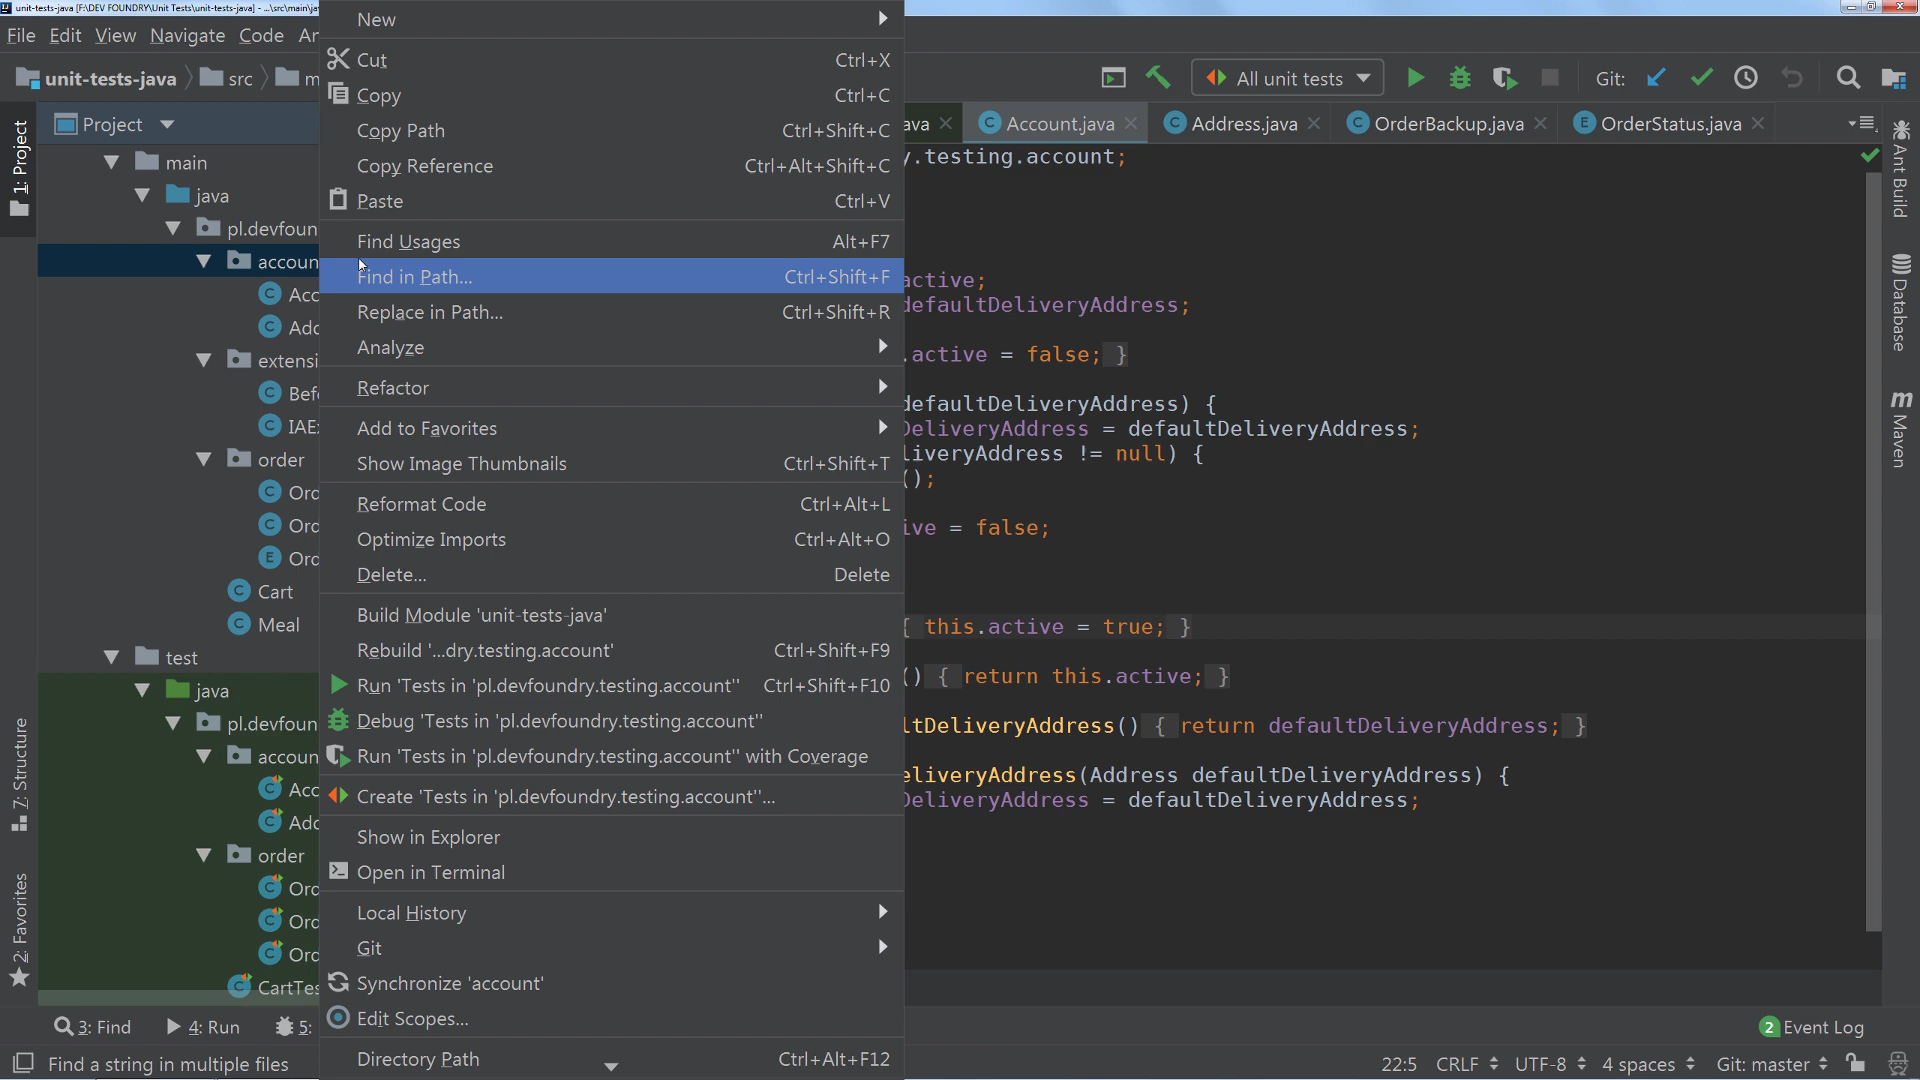 unit-tests-java [F:\DEV FOUNDRY\Unit Tests\unit-tests-java] - ...\src\main\ja
File Edit View Navigate Code
unit-tests-java src
All unit tests Git:
Project
Account.java Address.java OrderBackup.java OrderStatus.java
1: Project
main
java
pl.devfoun
accoun
Acc
Add
extensi
Bef
IAEx
order
Ord
Ord
Ord
Cart
Meal
test
java
pl.devfoun
accoun
Acc
Add
order
Ord
Ord
Ord
CartTes
7: Structure
2: Favorites
New
Cut Ctrl+X
Copy Ctrl+C
Copy Path Ctrl+Shift+C
Copy Reference Ctrl+Alt+Shift+C
Paste Ctrl+V
Find Usages Alt+F7
Find in Path... Ctrl+Shift+F
Replace in Path... Ctrl+Shift+R
Analyze
Refactor
Add to Favorites
Show Image Thumbnails Ctrl+Shift+T
Reformat Code Ctrl+Alt+L
Optimize Imports Ctrl+Alt+O
Delete... Delete
Build Module 'unit-tests-java'
Rebuild '...dry.testing.account' Ctrl+Shift+F9
Run 'Tests in 'pl.devfoundry.testing.account'' Ctrl+Shift+F10
Debug 'Tests in 'pl.devfoundry.testing.account''
Run 'Tests in 'pl.devfoundry.testing.account'' with Coverage
Create 'Tests in 'pl.devfoundry.testing.account''...
Show in Explorer
Open in Terminal
Local History
Git
Synchronize 'account'
Edit Scopes...
Directory Path Ctrl+Alt+F12
y.testing.account;
active;
defaultDeliveryAddress;
.active = false; }
defaultDeliveryAddress) {
DeliveryAddress = defaultDeliveryAddress;
liveryAddress != null) {
();
ive = false;
{ this.active = true; }
() { return this.active; }
ltDeliveryAddress() { return defaultDeliveryAddress; }
eliveryAddress(Address defaultDeliveryAddress) {
DeliveryAddress = defaultDeliveryAddress;
Ant Build
Database
m Maven
3: Find 4: Run 5:
2 Event Log
Find a string in multiple files
22:5 CRLF UTF-8 4 spaces Git: master